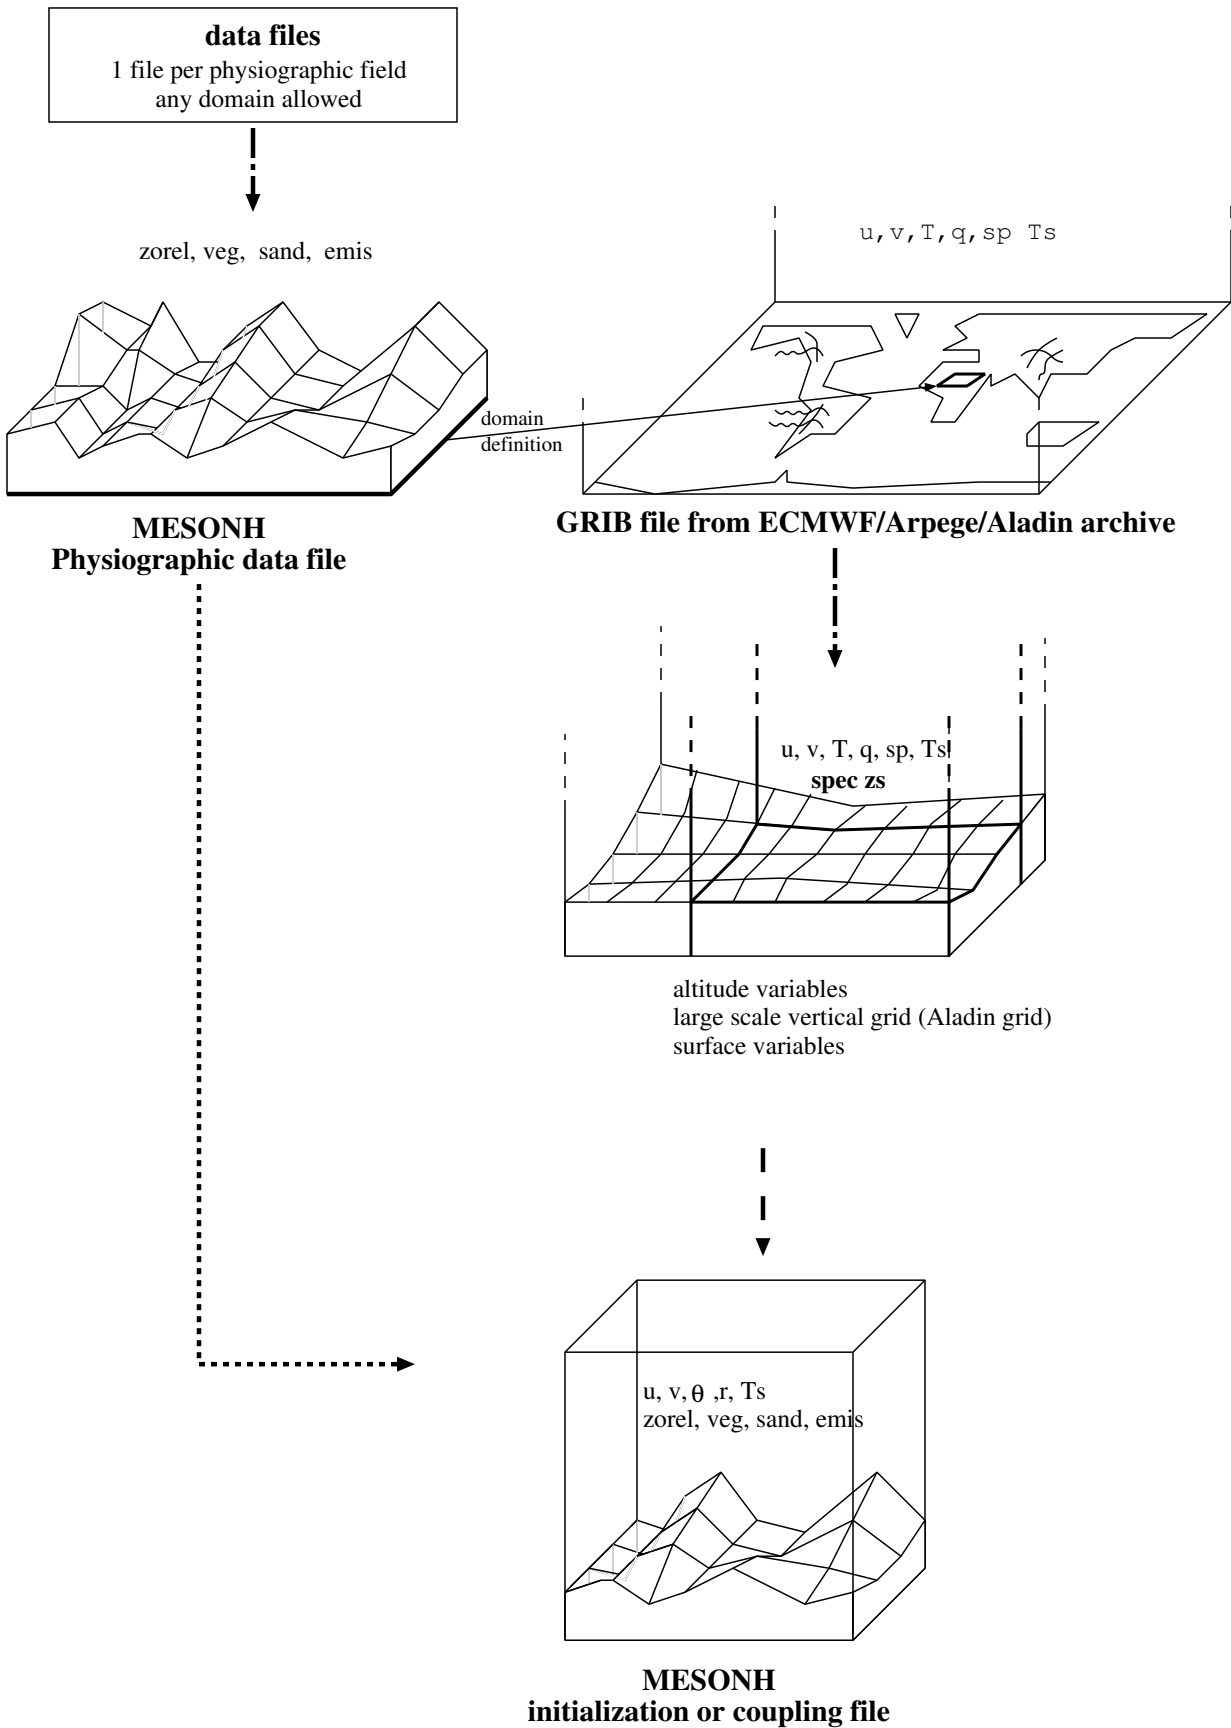 data files
1 file per physiographic field
any domain allowed
zorel, veg, sand, emis
u,v,T,q,sp Ts
domain
definition
MESONH
Physiographic data file
GRIB file from ECMWF/Arpege/Aladin archive
u, v, T, q, sp, Ts
spec zs
altitude variables
large scale vertical grid (Aladin grid)
surface variables
u, v, θ ,r, Ts
zorel, veg, sand, emis
MESONH
initialization or coupling file